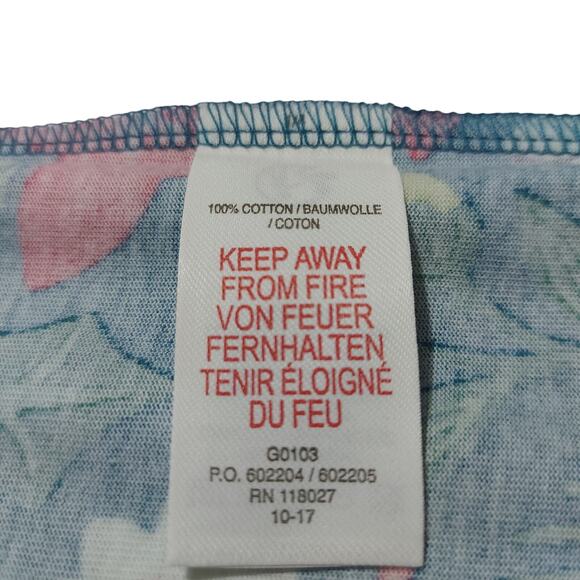 100% COTTON / BAUMWOLLE
/ COTON
KEEP AWAY
FROM FIRE
VON FEUER
FERNHALTEN
TENIR ÉLOIGNÉ
DU FEU
G0103
P.O. 602204 / 602205
RN 118027
10-17